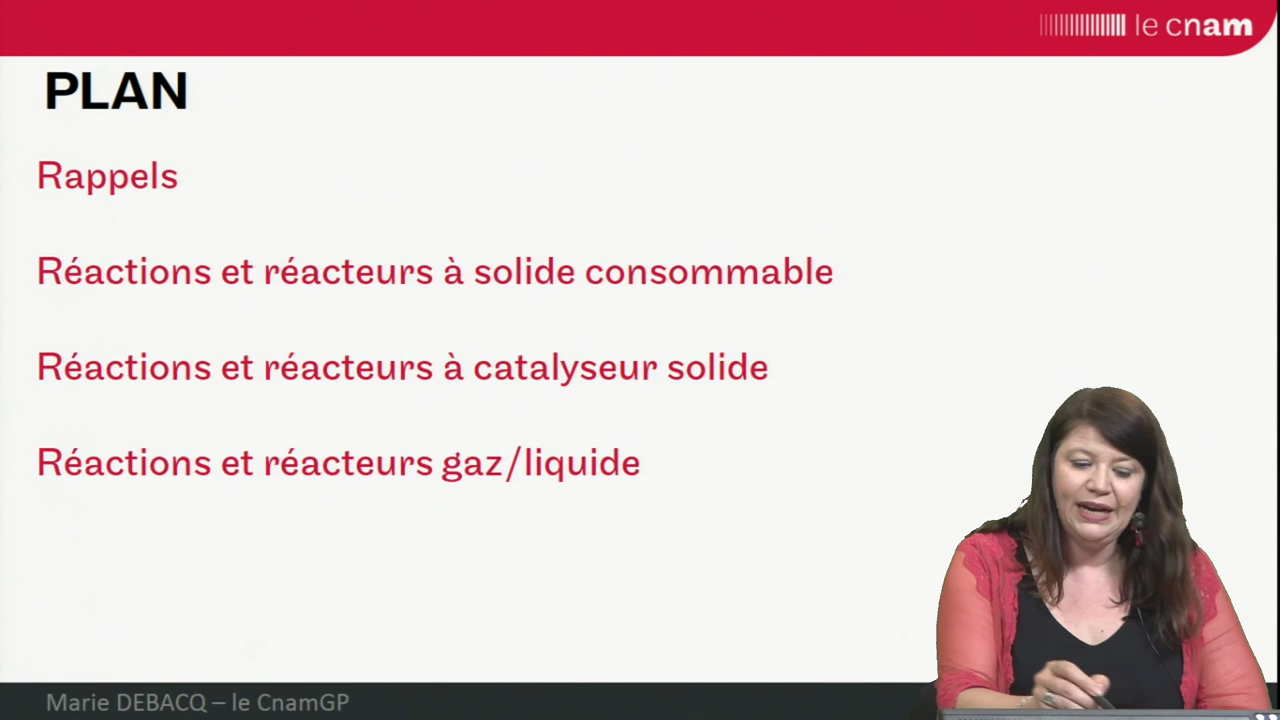 le cnam
PLAN
Rappels
Réactions et réacteurs à solide consommable
Réactions et réacteurs à catalyseur solide
Réactions et réacteurs gaz/liquide
Marie DEBACQ – le CnamGP